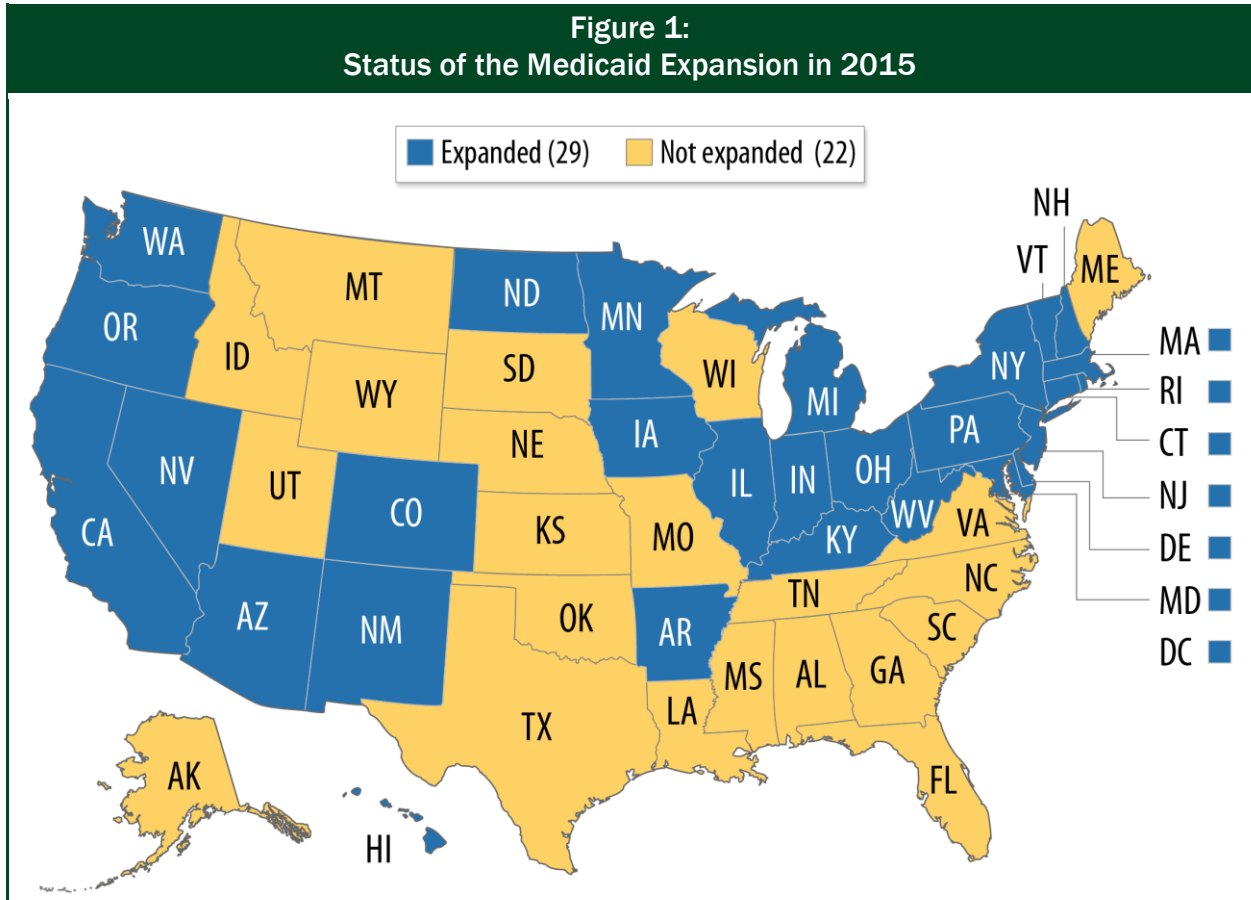 Figure 1:
Status of the Medicaid Expansion in 2015
Expanded (29) Not expanded (22)
NH
VT
ME
WA
MT
ND
MN
OR
ID
SD
WI
MI
NY
MA
RI
CT
NJ
DE
MD
DC
WY
IA
NE
PA
NV
UT
CO
IL
IN
OH
WV
VA
CA
KS
MO
KY
AZ
NM
OK
AR
TN
NC
SC
TX
LA
MS
AL
GA
FL
AK
HI